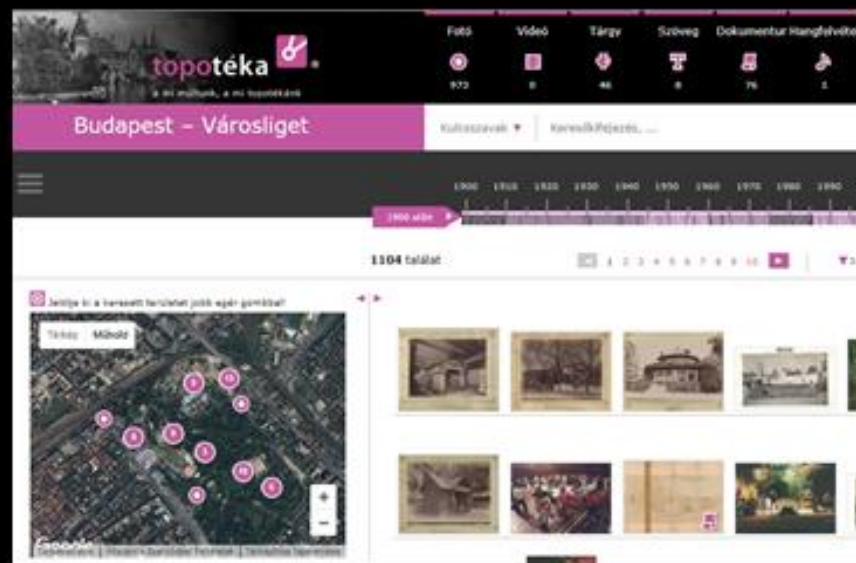 Fotó Videó Tárgy Szöveg Dokumentum Hangfelvéte
topotéka
a mi múltunk, a mi topotékánk
973 0 46 8 76 1
Budapest – Városliget
Kulcsszavak ▼ Keresőkifejezés, ...
1900 1910 1920 1930 1940 1950 1960 1970 1980 1990
1900 előtt
1104 találat
1 2 3 4 5 6 7 8 9 10
Jelölje ki a keresett területet jobb egér gombbal!
Térkép Műhold
+
−
Google